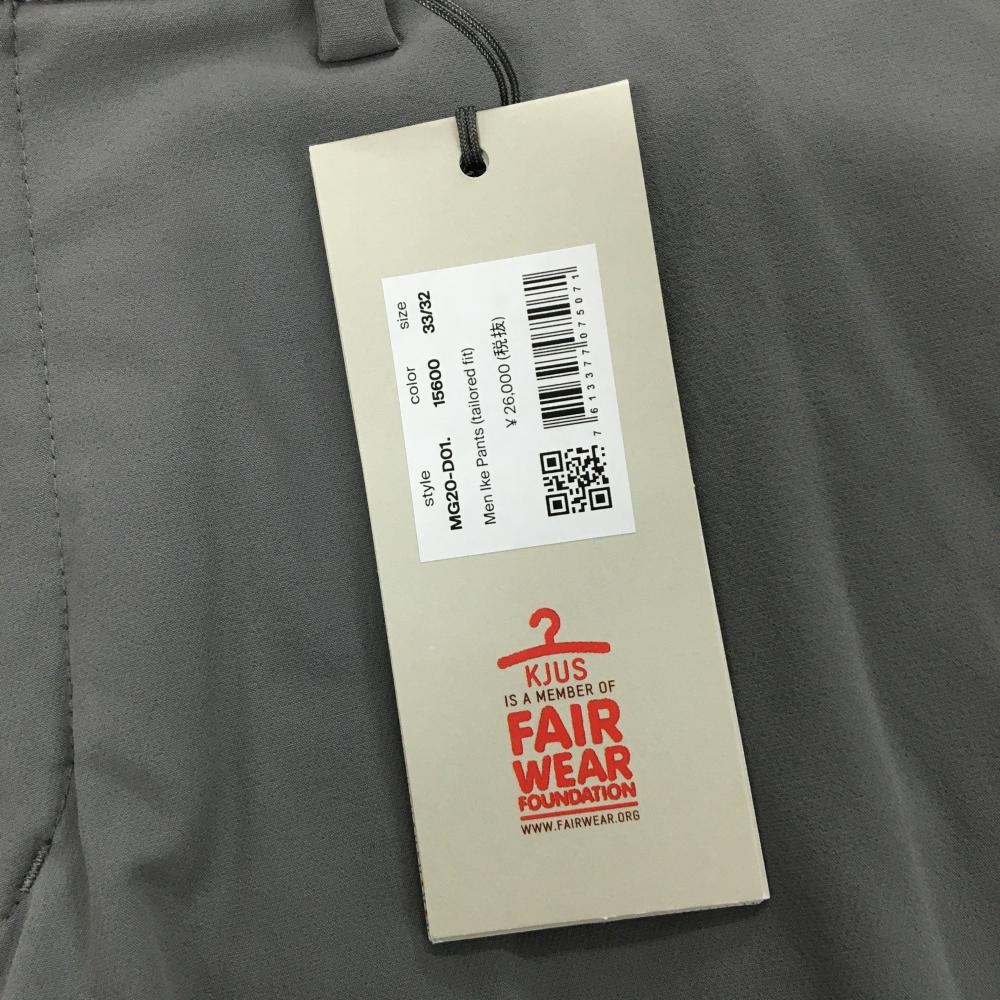 style color size
MG20-D01. 15600 33/32
Men Ike Pants (tailored fit)
¥ 26,000 (税抜)
7 613377 075071
KJUS
IS A MEMBER OF
FAIR
WEAR
FOUNDATION
WWW.FAIRWEAR.ORG